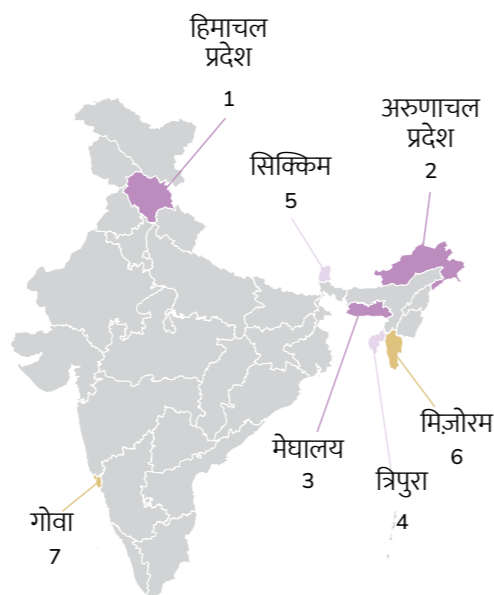 हिमाचल
प्रदेश
1
अरुणाचल
प्रदेश
2
सिक्किम
5
मिज़ोरम
6
मेघालय
3
त्रिपुरा
4
गोवा
7